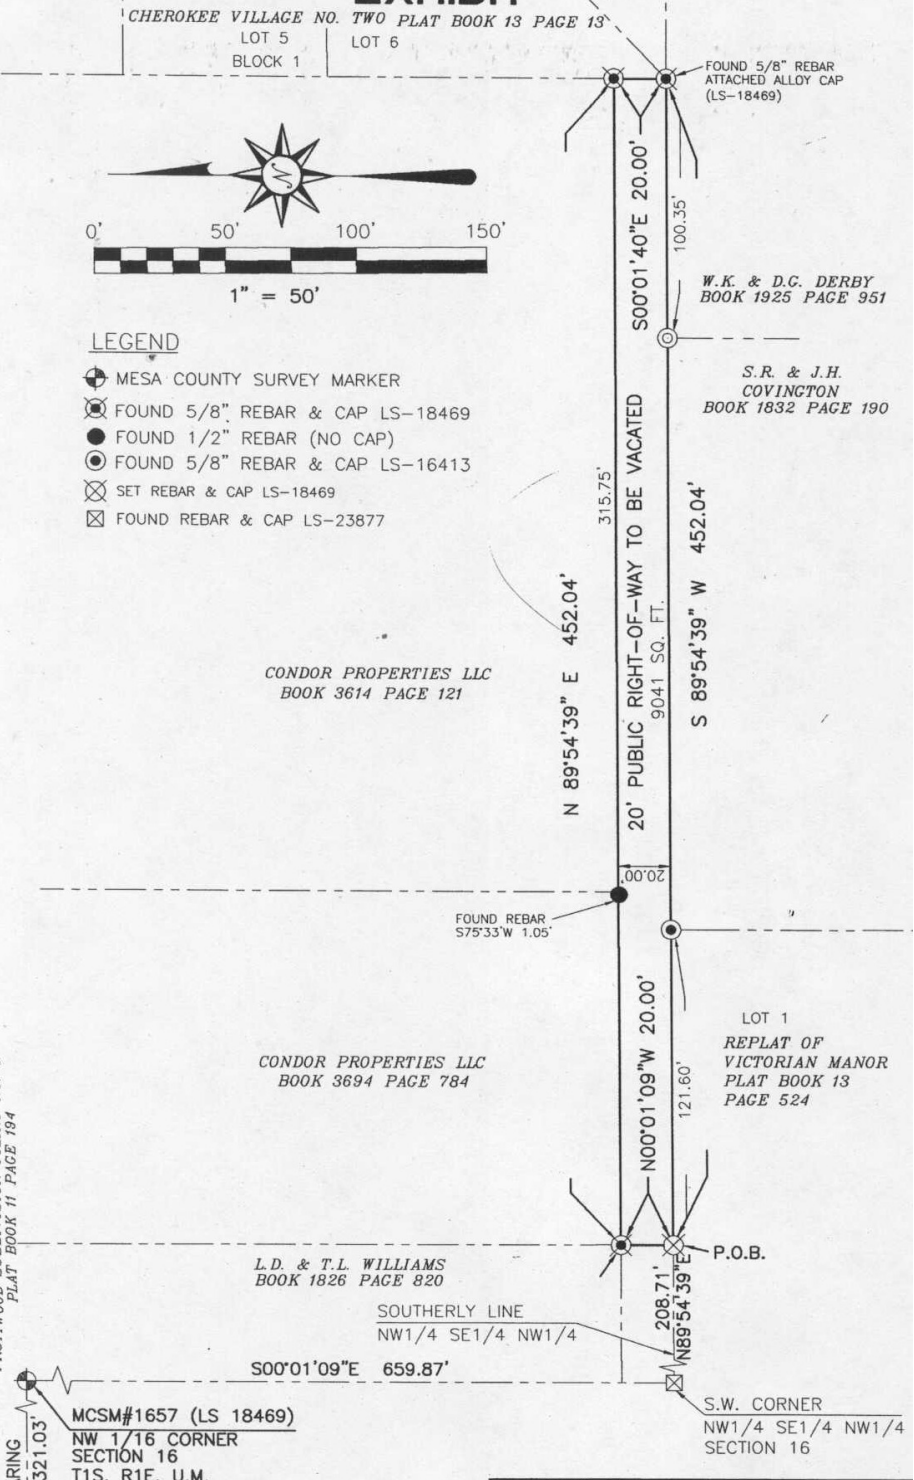 CHEROKEE VILLAGE NO. TWO PLAT BOOK 13 PAGE 13
LOT 5
BLOCK 1
LOT 6
FOUND 5/8" REBAR
ATTACHED ALLOY CAP
(LS-18469)
0'
50'
100'
150'
1" = 50'
N
S00°01'40"E 20.00'
100.35'
W.K. & D.G. DERBY
BOOK 1925 PAGE 951
S.R. & J.H.
COVINGTON
BOOK 1832 PAGE 190
LEGEND
MESA COUNTY SURVEY MARKER
FOUND 5/8" REBAR & CAP LS-18469
FOUND 1/2" REBAR (NO CAP)
FOUND 5/8" REBAR & CAP LS-16413
SET REBAR & CAP LS-18469
FOUND REBAR & CAP LS-23877
315.75'
N 89°54'39" E 452.04'
20' PUBLIC RIGHT-OF-WAY TO BE VACATED
9041 SQ. FT.
S 89°54'39" W 452.04'
CONDOR PROPERTIES LLC
BOOK 3614 PAGE 121
20.00'
FOUND REBAR
S75°33'W 1.05'
N00°01'09"W 20.00'
121.60'
LOT 1
REPLAT OF
VICTORIAN MANOR
PLAT BOOK 13
PAGE 524
CONDOR PROPERTIES LLC
BOOK 3694 PAGE 784
PLAT BOOK 11 PAGE 194
P.O.B.
L.D. & T.L. WILLIAMS
BOOK 1826 PAGE 820
208.71'
N89°54'39"E
SOUTHERLY LINE
NW1/4 SE1/4 NW1/4
S00°01'09"E 659.87'
MCSM#1657 (LS 18469)
NW 1/16 CORNER
SECTION 16
T1S, R1E, U.M.
S.W. CORNER
NW1/4 SE1/4 NW1/4
SECTION 16
321.03'